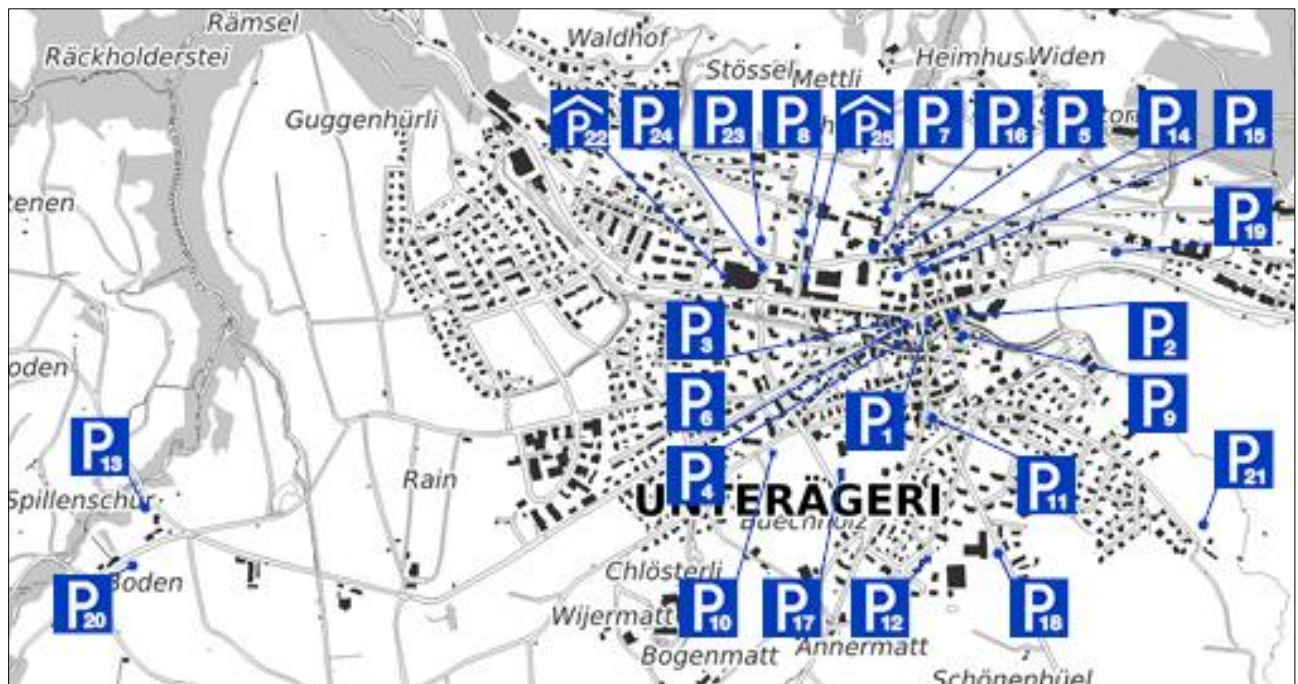 Rämsel
Waldhof
Räckholderstei
Heimhus Widen
Stössel
Mettli
P22
P24
P23
P8
P25
P7
P16
P5
P14
P15
Guggenhürli
tenen
P19
P3
P2
oden
P6
P9
P1
P13
P21
Rain
P4
P11
Spillenschür
UNTERÄGERI
Buechholz
Boden
Chlösterli
P20
P10
P17
P12
P18
Wijermatt
Bogenmatt
Annermatt
Schönenbüel